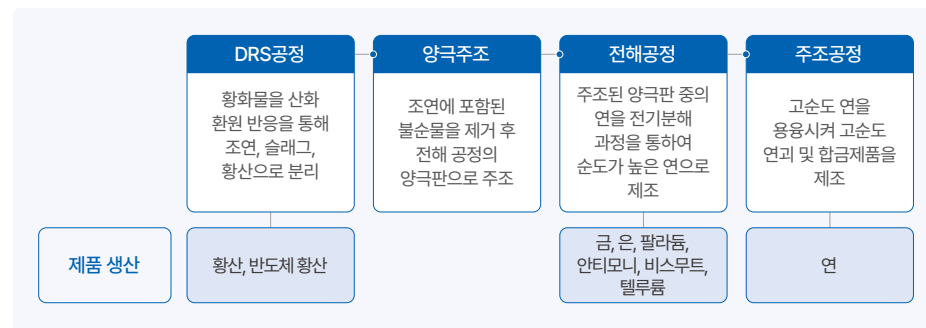 DRS공정
황화물을 산화
환원 반응을 통해
조연, 슬래그,
황산으로 분리
양극주조
조연에 포함된
불순물을 제거 후
전해 공정의
양극판으로 주조
전해공정
주조된 양극판 중의
연을 전기분해
과정을 통하여
순도가 높은 연으로
제조
주조공정
고순도 연을
용융시켜 고순도
연괴 및 합금제품을
제조
제품 생산
황산, 반도체 황산
금, 은, 팔라듐,
안티모니, 비스무트,
텔루륨
연